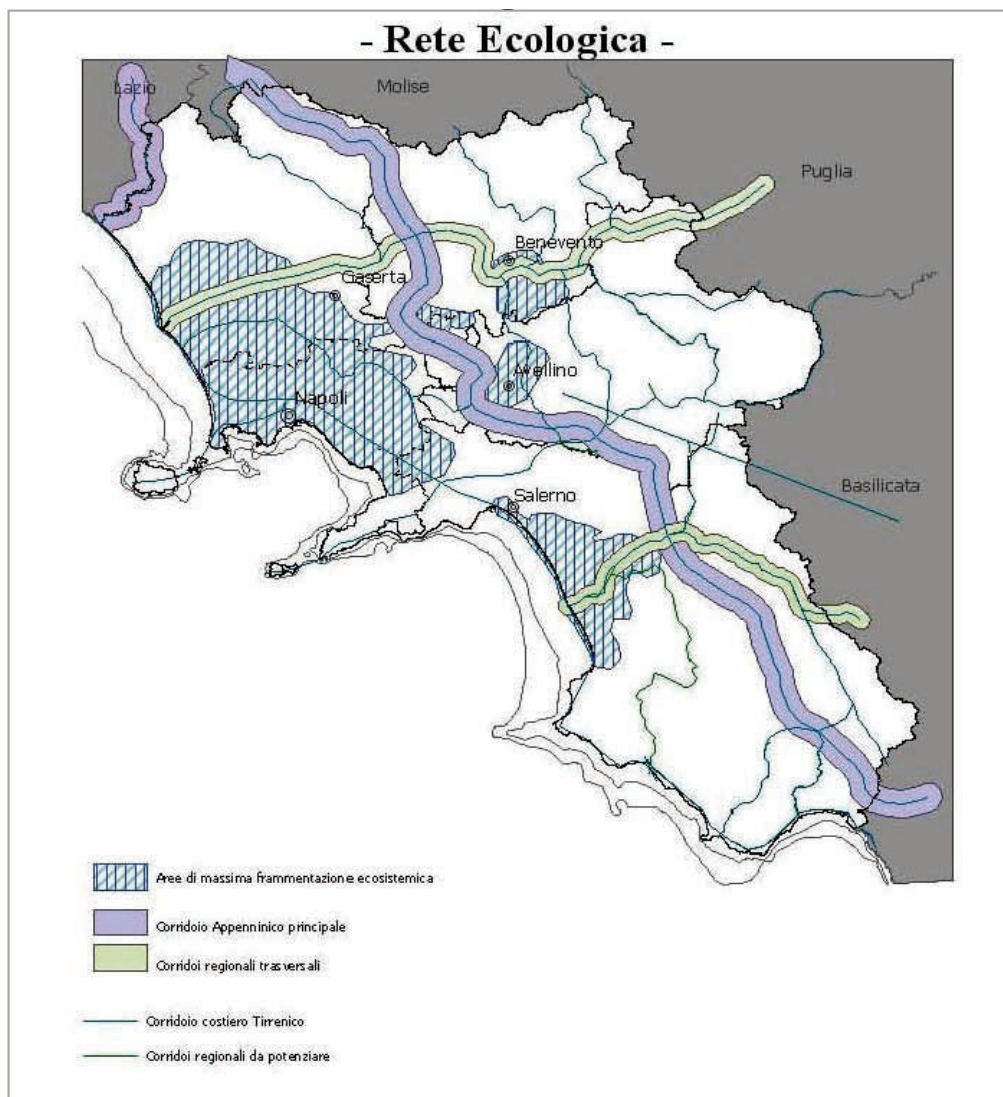 - Rete Ecologica -
Lazio
Molise
Puglia
Benevento
Gaserta
Avellino
Napoli
Basilicata
Salerno
Aree di massima frammentazione ecosistemica
Corridoio Appenninico principale
Corridoi regionali trasversali
Corridoio costiero Tirrenico
Corridoi regionali da potenziare